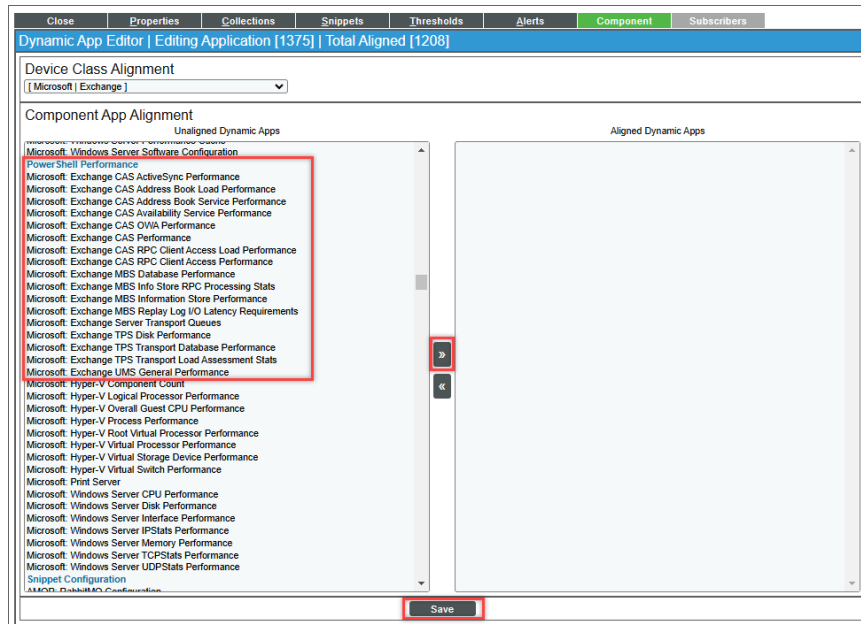 Close Properties Collections Snippets Thresholds Alerts Component Subscribers
Dynamic App Editor | Editing Application [1375] | Total Aligned [1208]
Device Class Alignment
[ Microsoft | Exchange ]
Component App Alignment
Unaligned Dynamic Apps
Aligned Dynamic Apps
Microsoft: Windows Server Performance Cache
Microsoft: Windows Server Software Configuration
PowerShell Performance
Microsoft: Exchange CAS ActiveSync Performance
Microsoft: Exchange CAS Address Book Load Performance
Microsoft: Exchange CAS Address Book Service Performance
Microsoft: Exchange CAS Availability Service Performance
Microsoft: Exchange CAS OWA Performance
Microsoft: Exchange CAS Performance
Microsoft: Exchange CAS RPC Client Access Load Performance
Microsoft: Exchange CAS RPC Client Access Performance
Microsoft: Exchange MBS Database Performance
Microsoft: Exchange MBS Info Store RPC Processing Stats
Microsoft: Exchange MBS Information Store Performance
Microsoft: Exchange MBS Replay Log I/O Latency Requirements
Microsoft: Exchange Server Transport Queues
Microsoft: Exchange TPS Disk Performance
Microsoft: Exchange TPS Transport Database Performance
Microsoft: Exchange TPS Transport Load Assessment Stats
Microsoft: Exchange UMS General Performance
Microsoft: Hyper-V Component Count
Microsoft: Hyper-V Logical Processor Performance
Microsoft: Hyper-V Overall Guest CPU Performance
Microsoft: Hyper-V Process Performance
Microsoft: Hyper-V Root Virtual Processor Performance
Microsoft: Hyper-V Virtual Processor Performance
Microsoft: Hyper-V Virtual Storage Device Performance
Microsoft: Hyper-V Virtual Switch Performance
Microsoft: Print Server
Microsoft: Windows Server CPU Performance
Microsoft: Windows Server Disk Performance
Microsoft: Windows Server Interface Performance
Microsoft: Windows Server IPStats Performance
Microsoft: Windows Server Memory Performance
Microsoft: Windows Server TCPStats Performance
Microsoft: Windows Server UDPStats Performance
Snippet Configuration
AMQP: RabbitMQ Configuration
»
«
Save